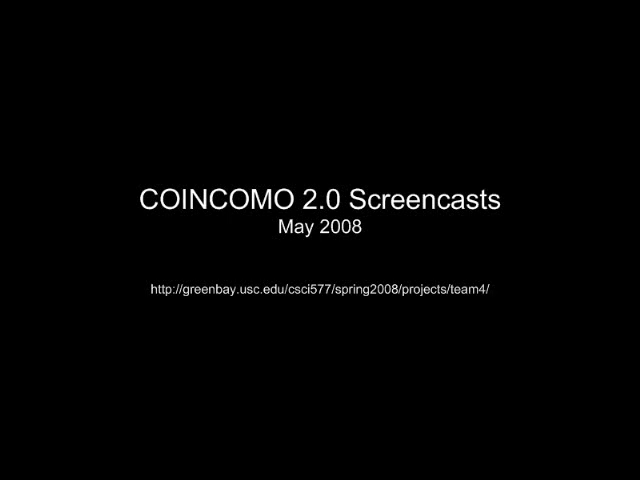 COINCOMO 2.0 Screencasts
May 2008
http://greenbay.usc.edu/csci577/spring2008/projects/team4/